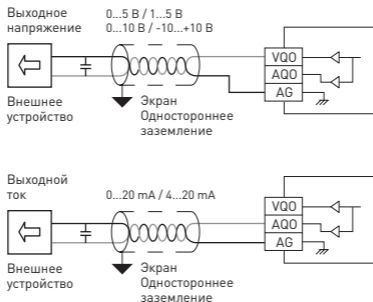 Выходное
напряжение
0...5 В / 1...5 В
0...10 В / -10...+10 В
VQO
AQO
AG
Внешнее
устройство
Экран
Одностороннее
заземление
Выходной
ток
0...20 mA / 4...20 mA
VQO
AQO
AG
Внешнее
устройство
Экран
Одностороннее
заземление